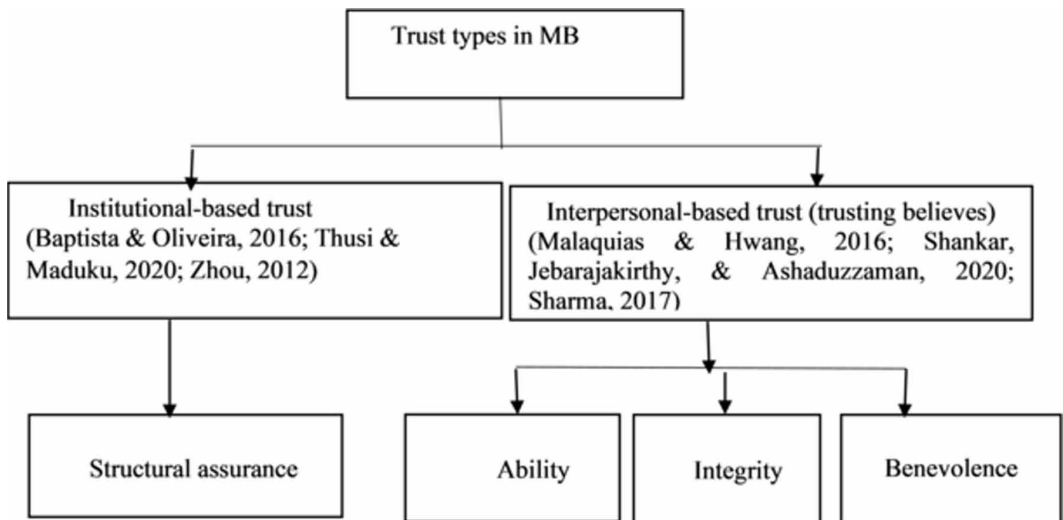 Trust types in MB
Institutional-based trust
(Baptista & Oliveira, 2016; Thusi &
Maduku, 2020; Zhou, 2012)
Interpersonal-based trust (trusting believes)
(Malaquias & Hwang, 2016; Shankar,
Jebarajakirthy, & Ashaduzzaman, 2020;
Sharma, 2017)
Structural assurance
Ability
Integrity
Benevolence